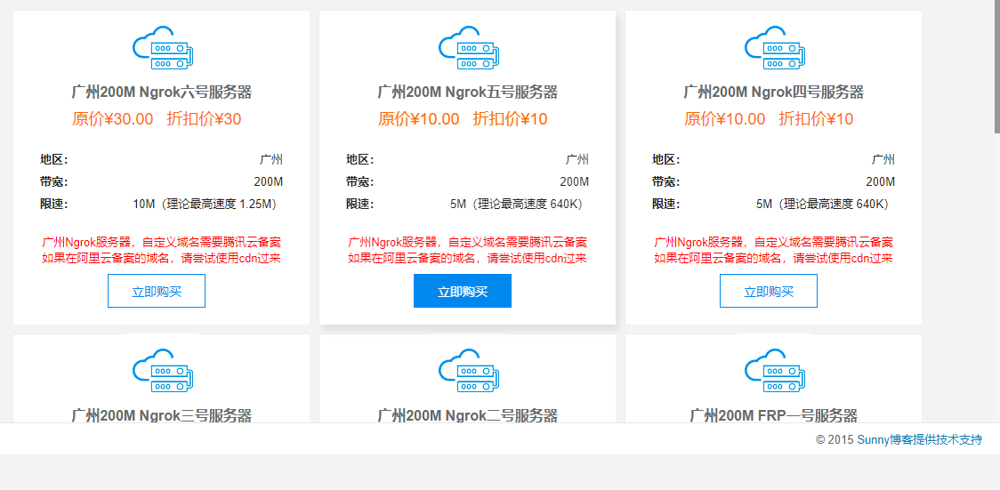 广州200M Ngrok六号服务器
原价¥30.00 折扣价¥30
地区： 广州
带宽： 200M
限速： 10M（理论最高速度 1.25M）
广州Ngrok服务器，自定义域名需要腾讯云备案
如果在阿里云备案的域名，请尝试使用cdn过来
立即购买
广州200M Ngrok五号服务器
原价¥10.00 折扣价¥10
地区： 广州
带宽： 200M
限速： 5M（理论最高速度 640K）
广州Ngrok服务器，自定义域名需要腾讯云备案
如果在阿里云备案的域名，请尝试使用cdn过来
立即购买
广州200M Ngrok四号服务器
原价¥10.00 折扣价¥10
地区： 广州
带宽： 200M
限速： 5M（理论最高速度 640K）
广州Ngrok服务器，自定义域名需要腾讯云备案
如果在阿里云备案的域名，请尝试使用cdn过来
立即购买
广州200M Ngrok三号服务器
广州200M Ngrok二号服务器
广州200M FRP一号服务器
© 2015 Sunny博客提供技术支持